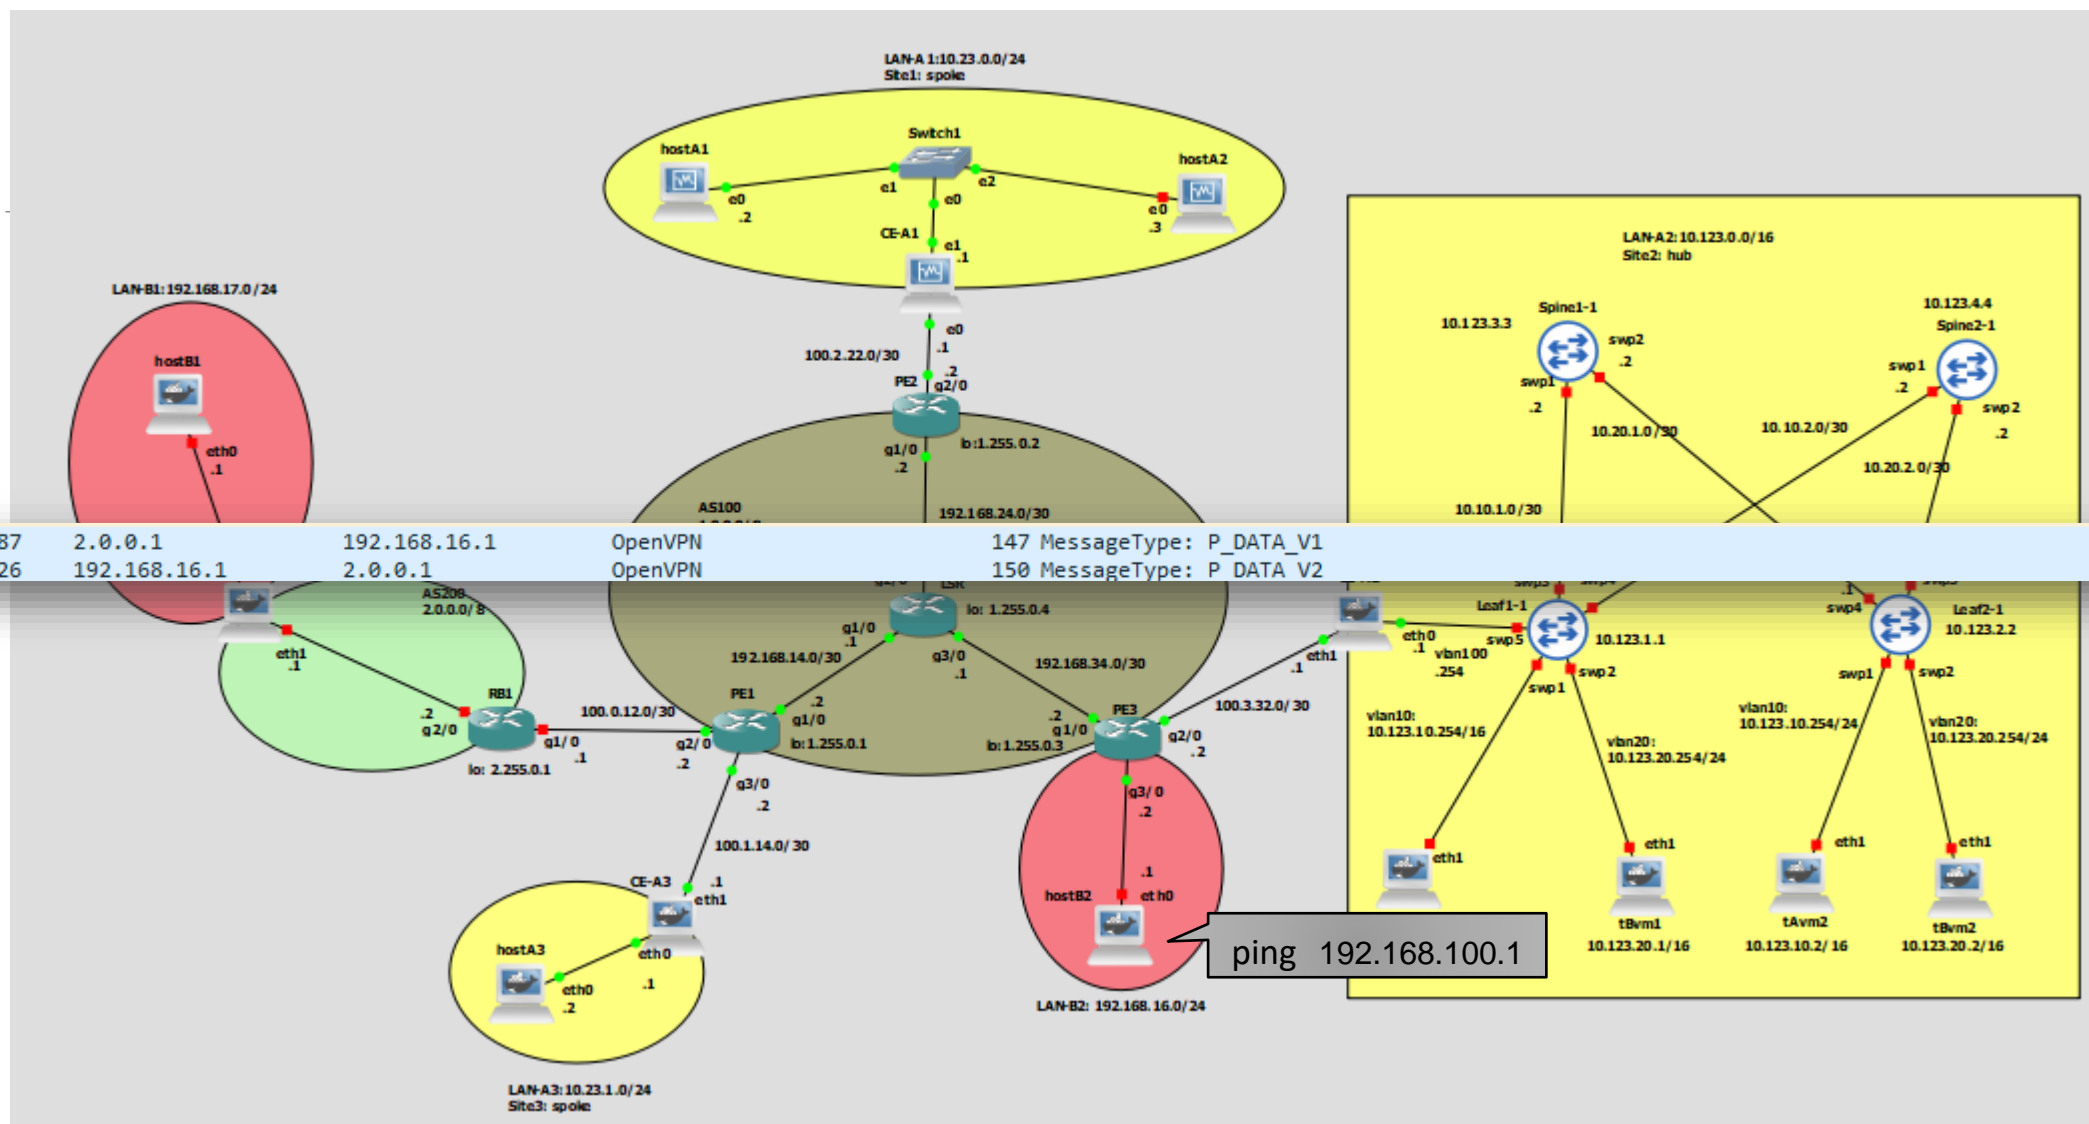 LAN-A1:10.23.0.0/24
Site1: spoke
Switch1
hostA1
hostA2
e1
e2
e0
.2
e0
e0
.3
CE-A1
e1
.1
LAN-A2:10.123.0.0/16
Site2: hub
LAN-B1:192.168.17.0/24
10.123.4.4
Spine1-1
Spine2-1
10.123.3.3
e0
.1
swp2
.2
100.2.22.0/30
hostB1
.2
PE2
g2/0
swp1
.2
swp1
.2
swp2
.2
10.20.1.0/30
10.10.2.0/30
lo:1.255.0.2
g1/0
.2
eth0
.1
10.20.2.0/30
10.10.1.0/30
AS100
192.168.24.0/30
87 2.0.0.1 192.168.16.1 OpenVPN 147 MessageType: P_DATA_V1
26 192.168.16.1 2.0.0.1 OpenVPN 150 MessageType: P_DATA_V2
AS200
2.0.0.0/8
LSR
lo: 1.255.0.4
g1/0
.1
g3/0
.1
192.168.14.0/30
192.168.34.0/30
Leaf1-1
10.123.1.1
swp4
.1
Leaf2-1
10.123.2.2
eth0
.1
swp5
vlan100
.254
eth1
.1
eth1
.1
swp1
swp2
swp1
swp2
RB1
.2
g2/0
g1/0
.1
lo: 2.255.0.1
100.0.12.0/30
PE1
.2
g1/0
lo:1.255.0.1
g2/0
.2
g3/0
.2
PE3
.2
g1/0
lo:1.255.0.3
g2/0
.2
100.3.32.0/30
vlan10:
10.123.10.254/16
vlan20:
10.123.20.254/24
vlan10:
10.123.10.254/24
vlan20:
10.123.20.254/24
g3/0
.2
100.1.14.0/30
eth1
eth1
eth1
eth1
CE-A3
.1
eth1
.1
hostB2
eth0
tBvm1
10.123.20.1/16
tAvm2
10.123.10.2/16
tBvm2
10.123.20.2/16
ping 192.168.100.1
hostA3
eth0
.1
eth0
.2
LAN-B2: 192.168.16.0/24
LAN-A3:10.23.1.0/24
Site3: spoke